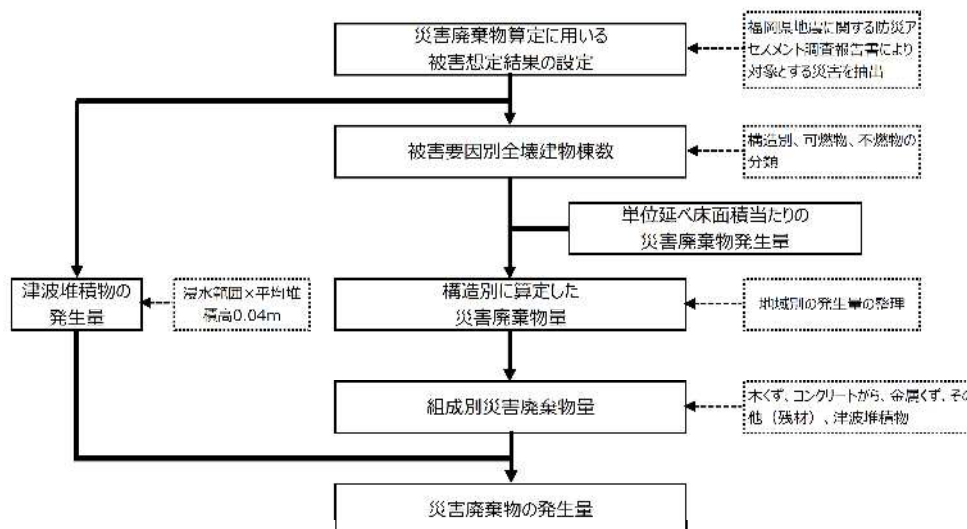 災害廃棄物算定に用いる
被害想定結果の設定
福岡県地震に関する防災ア
セスメント調査報告書により
対象とする災害を抽出
被害要因別全壊建物棟数
構造別、可燃物、不燃物の
分類
単位延べ床面積当たりの
災害廃棄物発生量
津波堆積物の
発生量
浸水範囲×平均堆
積高0.04m
構造別に算定した
災害廃棄物量
地域別の発生量の整理
組成別災害廃棄物量
木くず、コンクリートがら、金属くず、その
他（残材）、津波堆積物
災害廃棄物の発生量